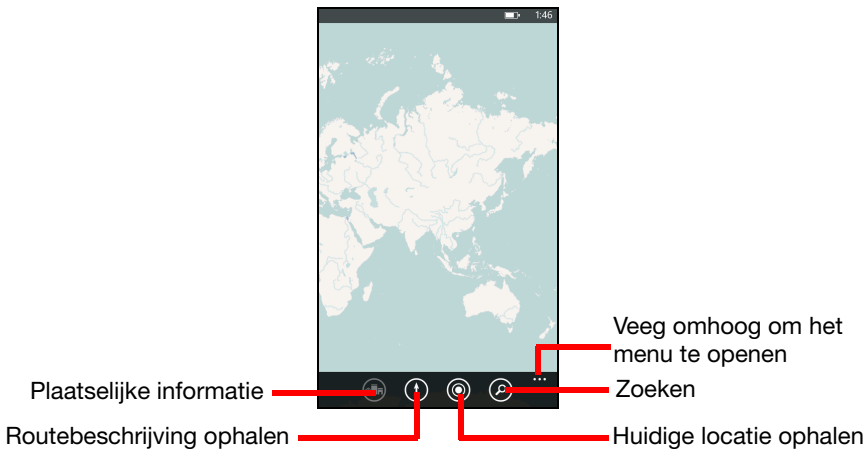 1:46
Veeg omhoog om het
menu te openen
Plaatselijke informatie
Zoeken
Routebeschrijving ophalen
Huidige locatie ophalen